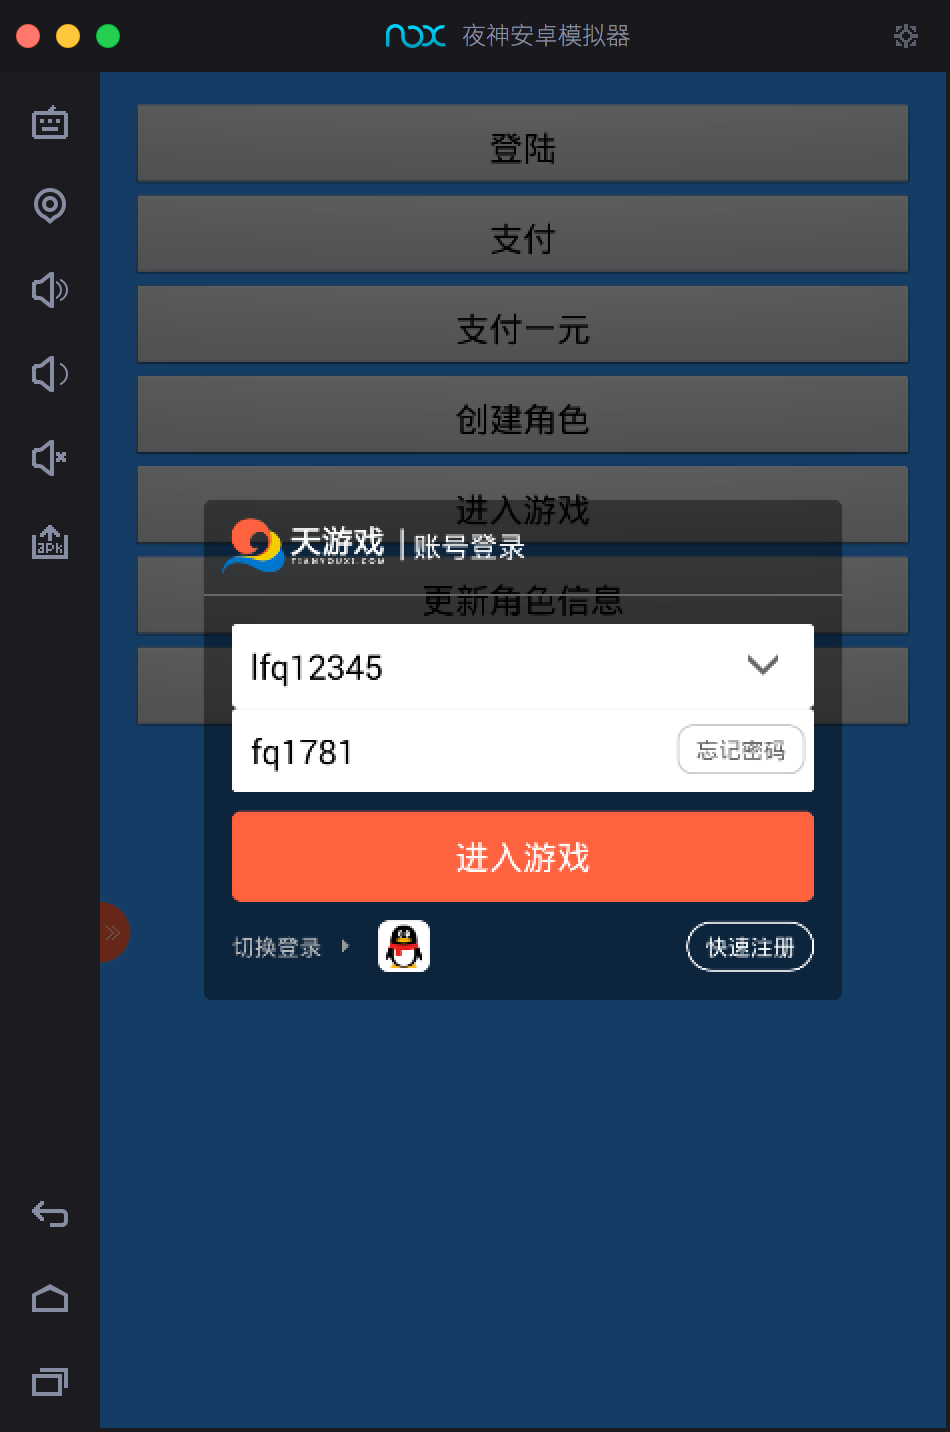 nox 夜神安卓模拟器
登陆
支付
支付一元
创建角色
进入游戏
天游戏 | 账号登录
TIANYOUXI.COM
更新角色信息
lfq12345
fq1781 忘记密码
进入游戏
切换登录 快速注册
apk